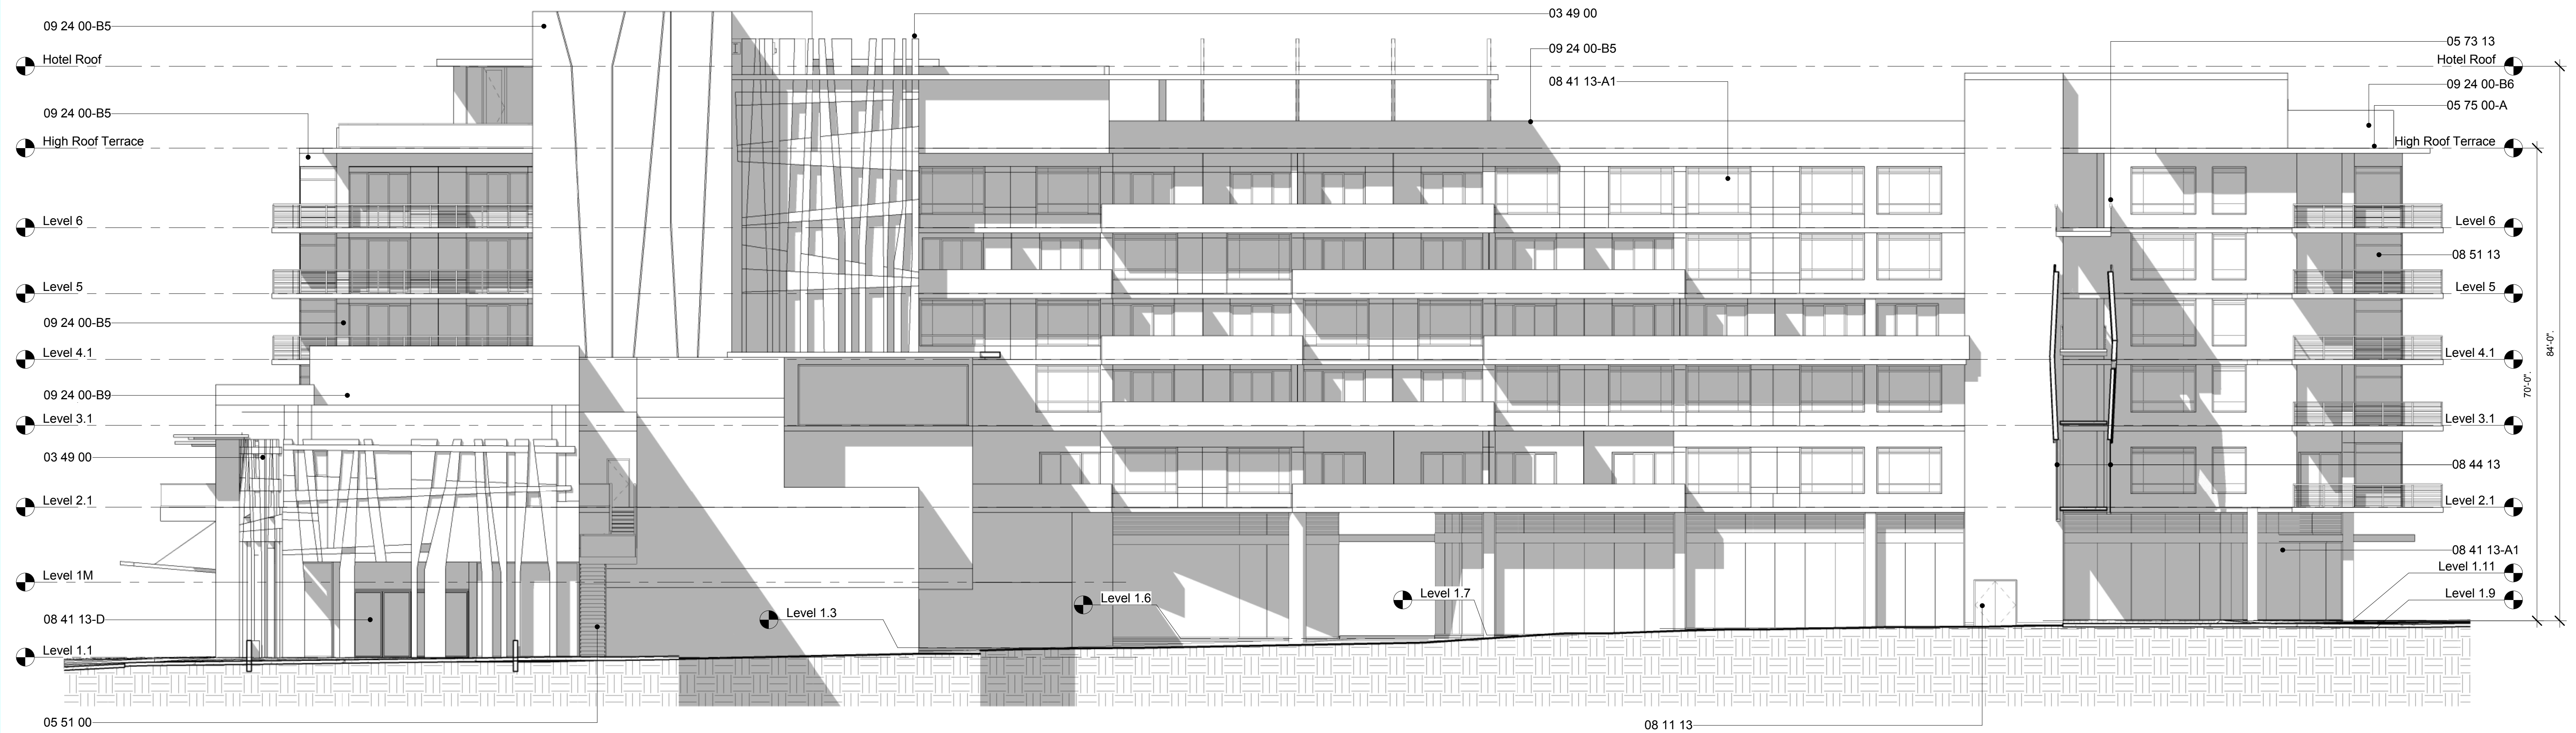 09 24 00-B5
Hotel Roof
09 24 00-B5
High Roof Terrace
Level 6
Level 5
09 24 00-B5
Level 4.1
09 24 00-B9
Level 3.1
03 49 00
Level 2.1
Level 1M
08 41 13-D
Level 1.1
05 51 00
03 49 00
09 24 00-B5
08 41 13-A1
Level 1.3
Level 1.6
Level 1.7
08 11 13
05 73 13
Hotel Roof
09 24 00-B6
05 75 00-A
High Roof Terrace
Level 6
08 51 13
Level 5
Level 4.1
Level 3.1
08 44 13
Level 2.1
08 41 13-A1
Level 1.11
Level 1.9
70'-0".
84'-0".